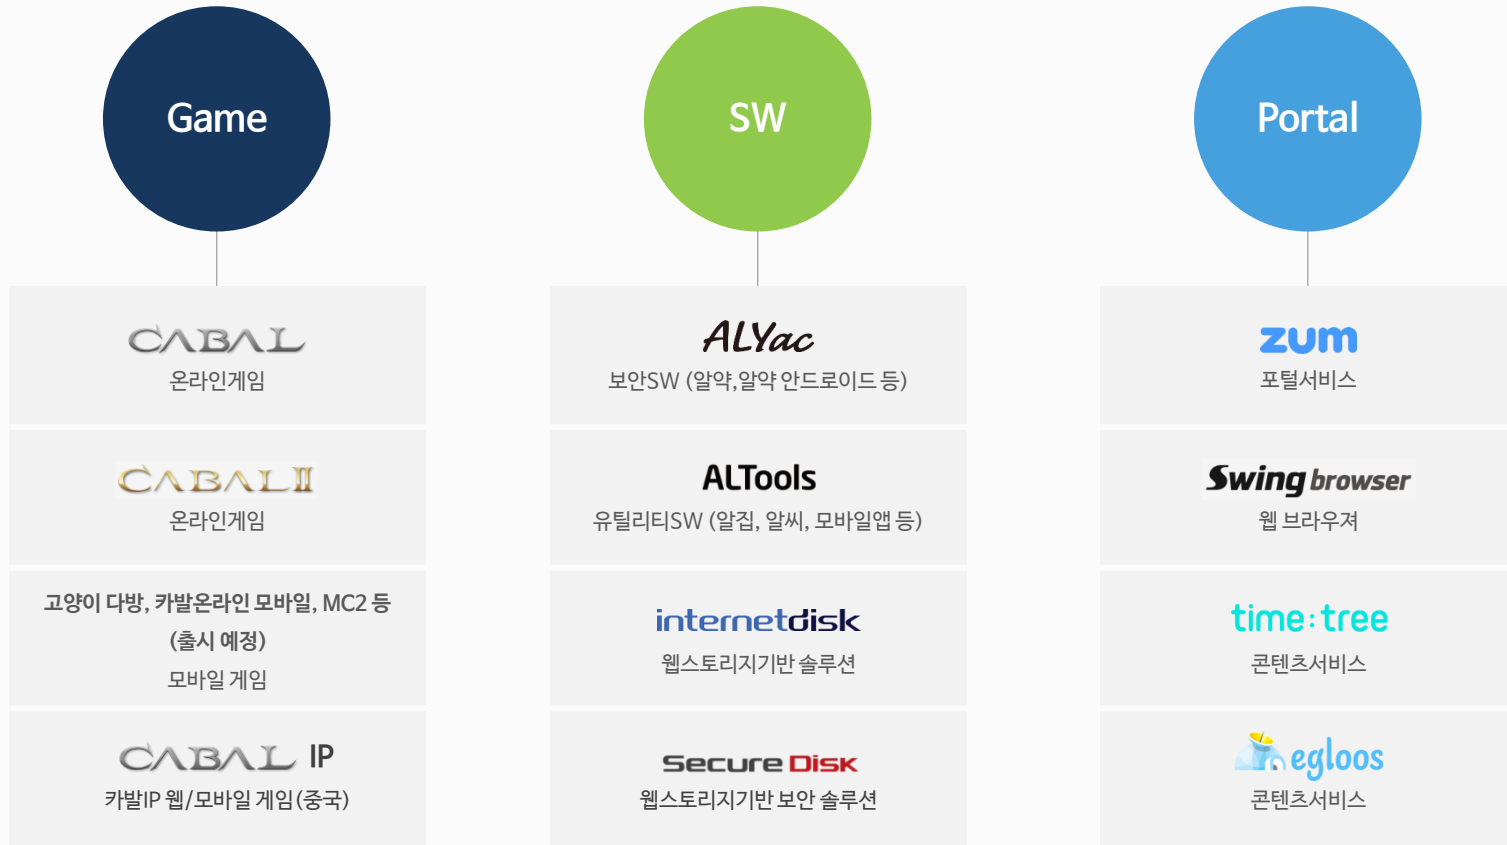 Game
CABAL
온라인게임
CABAL II
온라인게임
고양이 다방, 카발온라인 모바일, MC2 등
(출시 예정)
모바일 게임
CABAL IP
카발IP 웹/모바일 게임(중국)
SW
ALYac
보안SW (알약,알약 안드로이드 등)
ALTools
유틸리티SW (알집, 알씨, 모바일앱 등)
internetdisk
웹스토리지기반 솔루션
Secure Disk
웹스토리지기반 보안 솔루션
Portal
zum
포털서비스
Swing browser
웹 브라우져
time:tree
콘텐츠서비스
egloos
콘텐츠서비스